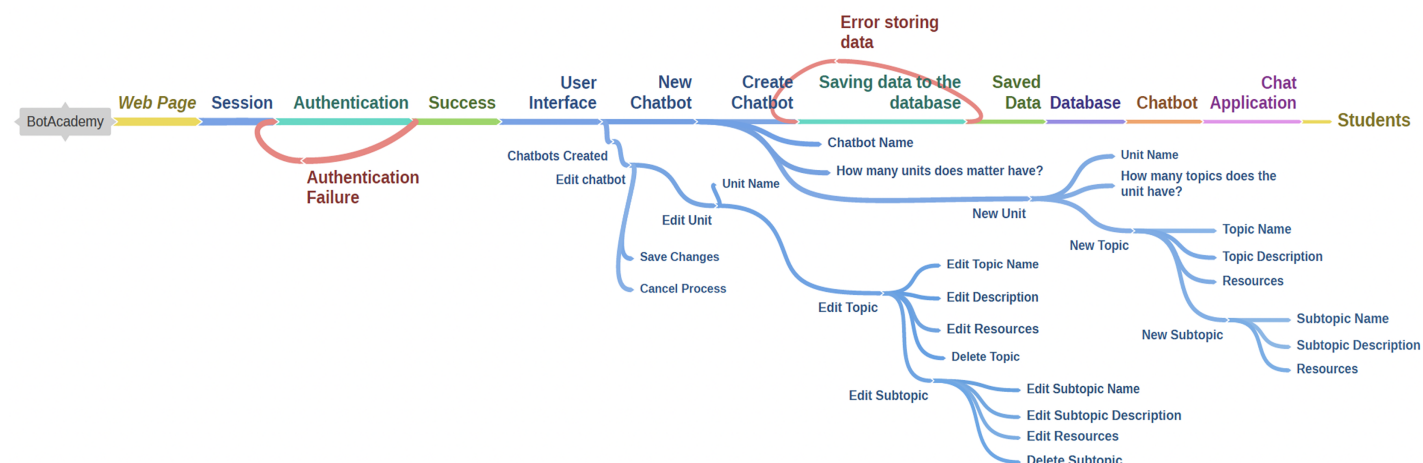 Error storing
data
User
Interface
New
Chatbot
Create
Chatbot
Saving data to the
database
Saved
Data
Chat
Application
BotAcademy
Web Page
Session
Authentication
Success
Database
Chatbot
Students
Authentication
Failure
Chatbots Created
Edit chatbot
Chatbot Name
How many units does matter have?
Unit Name
Edit Unit
New Unit
Unit Name
How many topics does the
unit have?
New Topic
Topic Name
Topic Description
Resources
Save Changes
Cancel Process
Edit Topic
Edit Topic Name
Edit Description
Edit Resources
Delete Topic
New Subtopic
Subtopic Name
Subtopic Description
Resources
Edit Subtopic
Edit Subtopic Name
Edit Subtopic Description
Edit Resources
Delete Subtopic